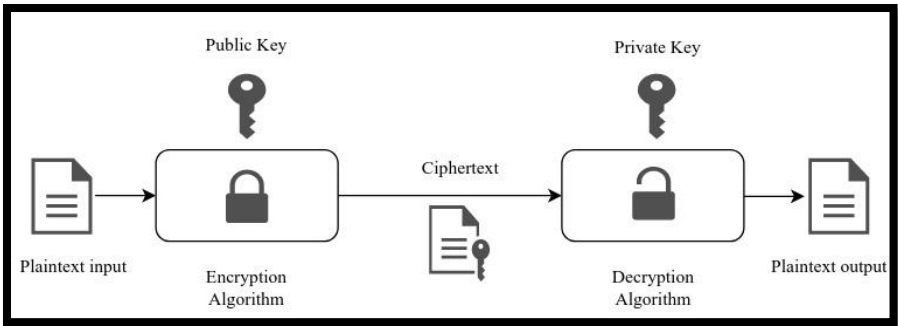 Public Key
Private Key
Ciphertext
Plaintext input
Encryption
Algorithm
Decryption
Algorithm
Plaintext output